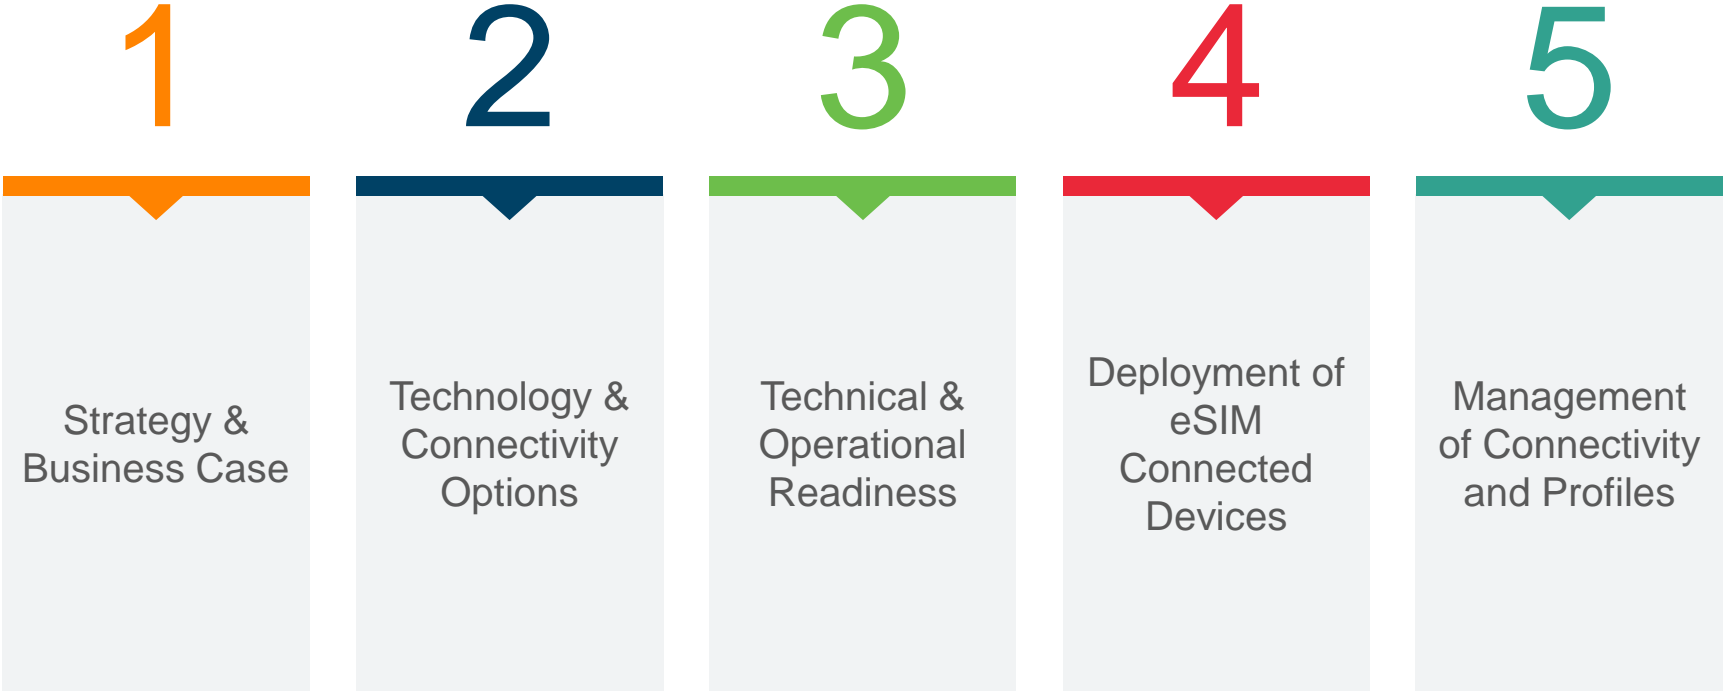 1
Strategy &
Business Case
2
Technology &
Connectivity
Options
3
Technical &
Operational
Readiness
4
Deployment of
eSIM
Connected
Devices
5
Management
of Connectivity
and Profiles